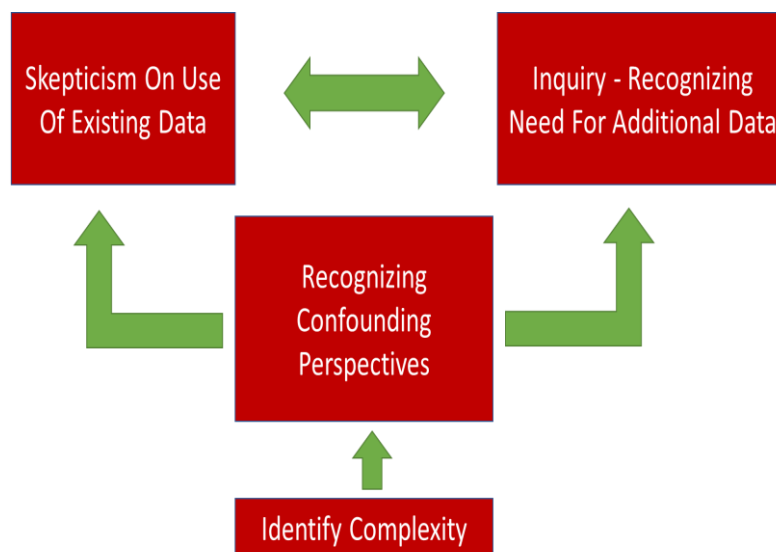 Skepticism On Use
Of Existing Data
Inquiry - Recognizing
Need For Additional Data
Recognizing
Confounding
Perspectives
Identify Complexity